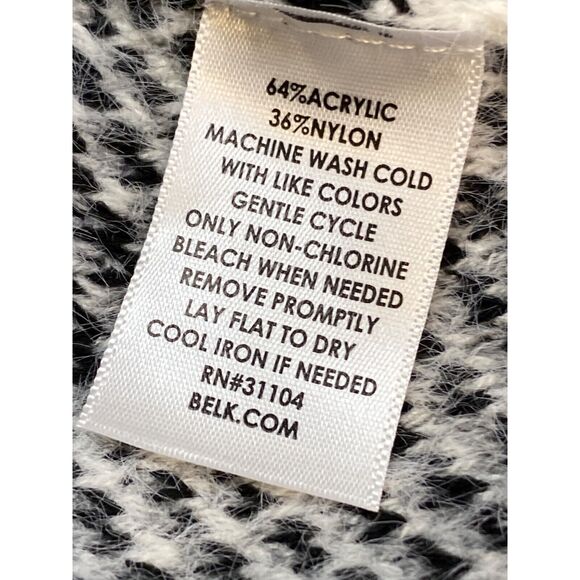 64%ACRYLIC
36%NYLON
MACHINE WASH COLD
WITH LIKE COLORS
GENTLE CYCLE
ONLY NON-CHLORINE
BLEACH WHEN NEEDED
REMOVE PROMPTLY
LAY FLAT TO DRY
COOL IRON IF NEEDED
RN#31104
BELK.COM